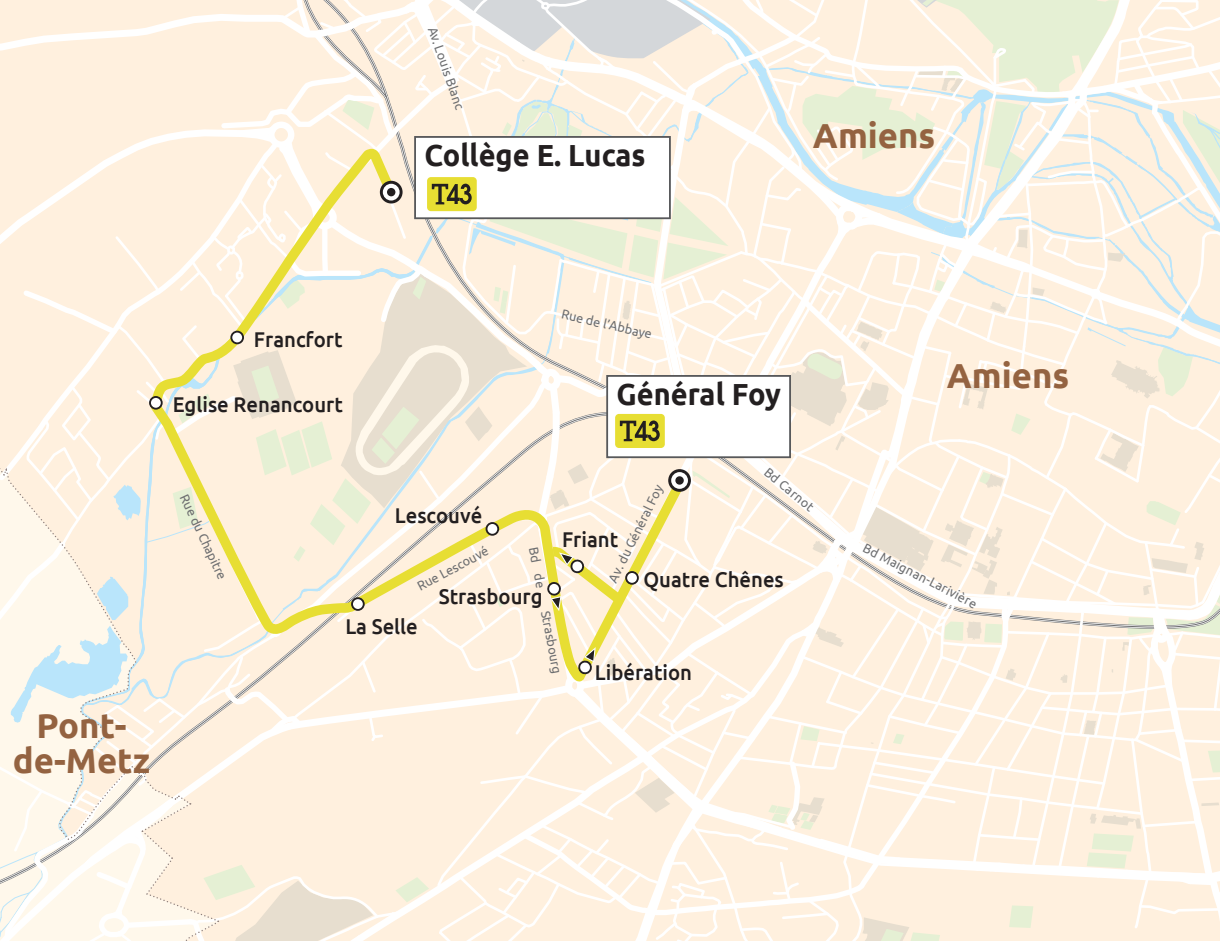 Av. Louis Blanc
Amiens
Collège E. Lucas
T43
Rue de l'Abbaye
Francfort
Amiens
Général Foy
T43
Eglise Renancourt
Bd Carnot
Rue du Chapitre
Lescouvé
Av. du Général Foy
Friant
Bd Maignan-Larivière
Rue Lescouvé
Quatre Chênes
Bd de Strasbourg
Strasbourg
La Selle
Libération
Pont-
de-Metz